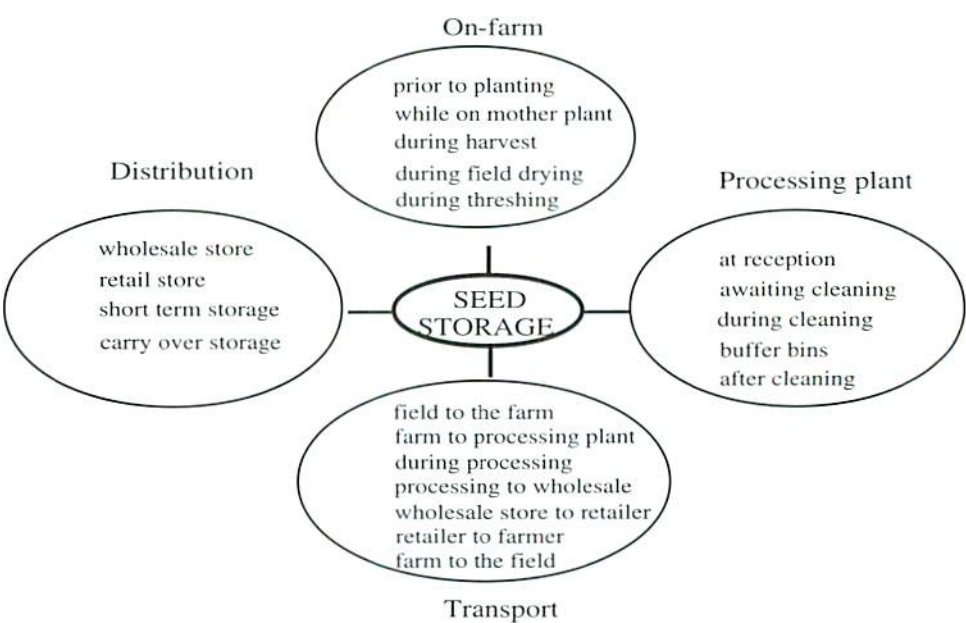 On-farm
prior to planting
while on mother plant
during harvest
during field drying
during threshing
Distribution
wholesale store
retail store
short term storage
carry over storage
SEED
STORAGE
Processing plant
at reception
awaiting cleaning
during cleaning
buffer bins
after cleaning
field to the farm
farm to processing plant
during processing
processing to wholesale
wholesale store to retailer
retailer to farmer
farm to the field
Transport